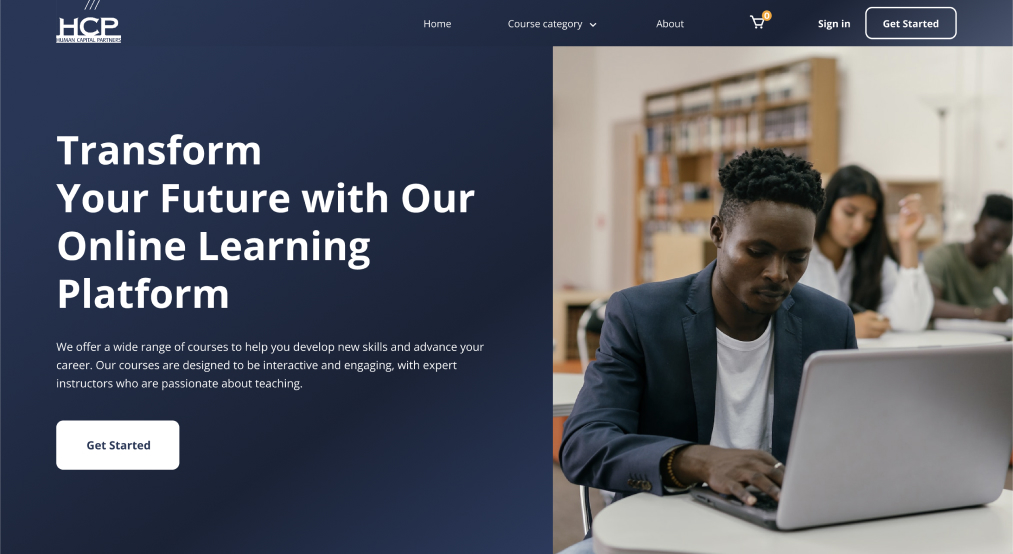 HCP
HUMAN CAPITAL PARTNERS
Home
Course category
About
0
Sign in
Get Started
Transform
Your Future with Our
Online Learning
Platform
We offer a wide range of courses to help you develop new skills and advance your
career. Our courses are designed to be interactive and engaging, with expert
instructors who are passionate about teaching.
Get Started